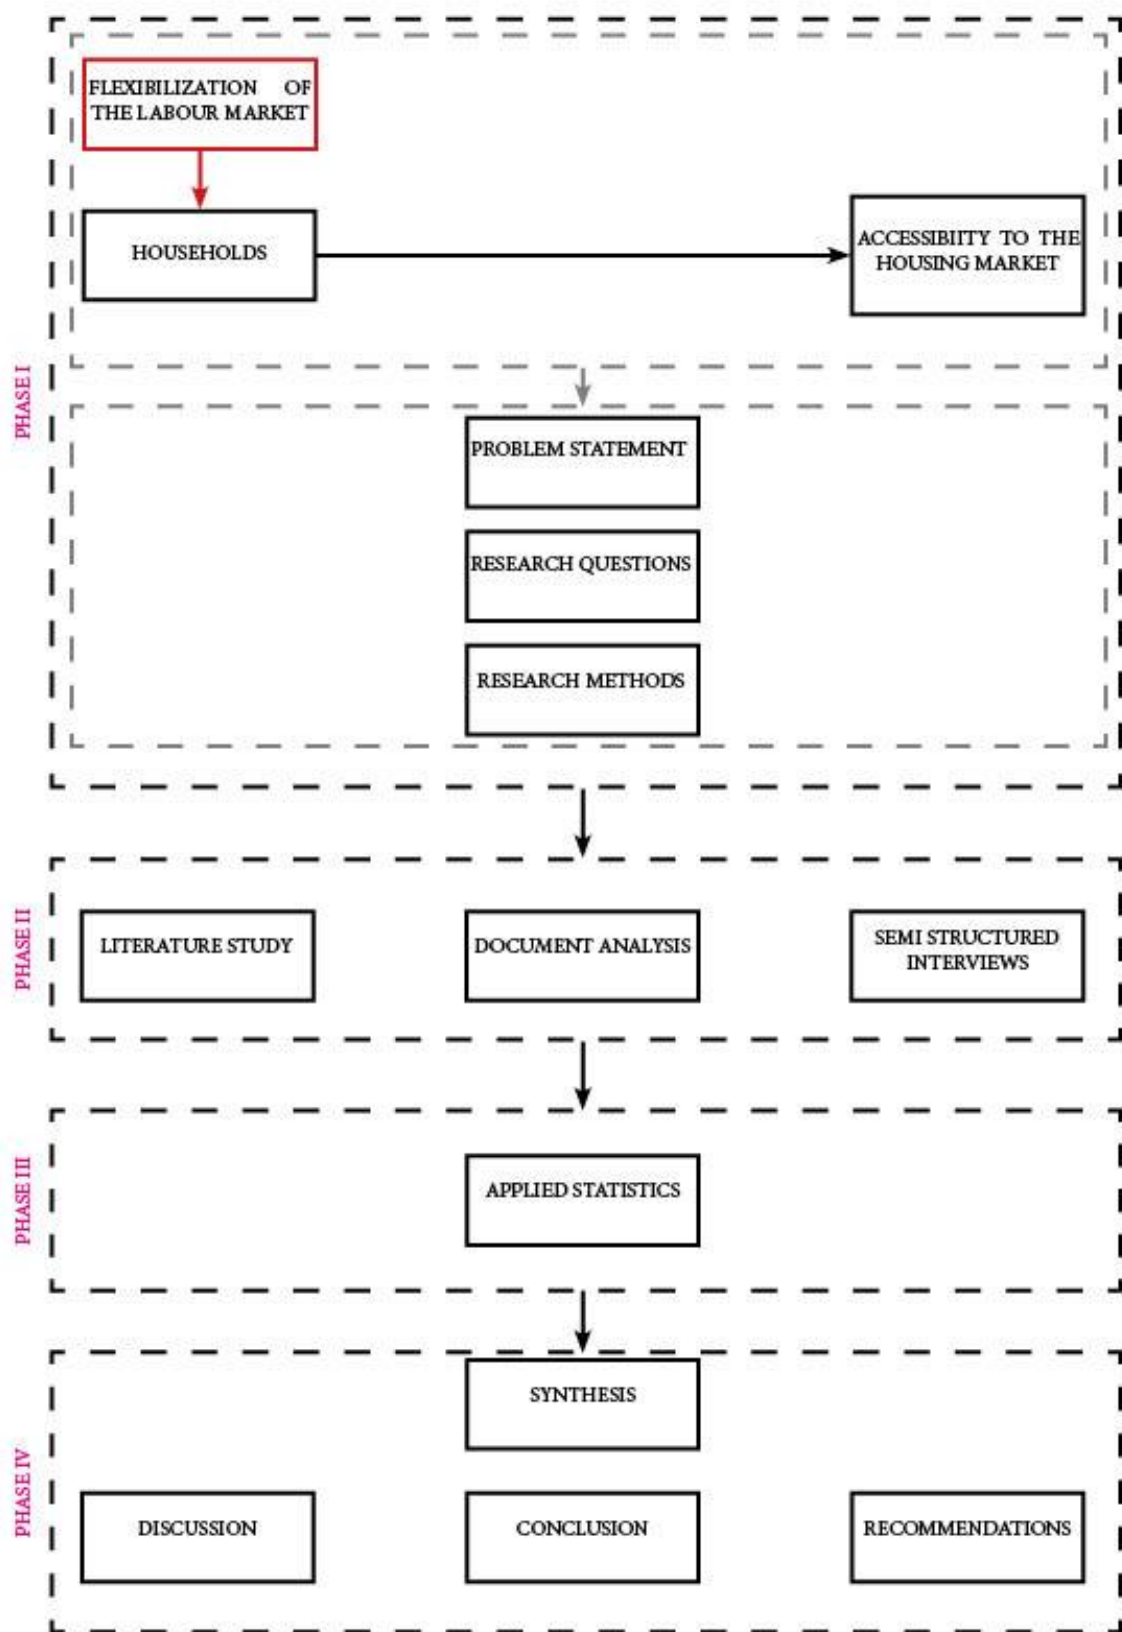 FLEXIBILIZATION OF
THE LABOUR MARKET
HOUSEHOLDS
ACCESSIBIITY TO THE
HOUSING MARKET
PHASE I
PROBLEM STATEMENT
RESEARCH QUESTIONS
RESEARCH METHODS
PHASE II
LITERATURE STUDY
DOCUMENT ANALYSIS
SEMI STRUCTURED
INTERVIEWS
PHASE III
APPLIED STATISTICS
PHASE IV
SYNTHESIS
DISCUSSION
CONCLUSION
RECOMMENDATIONS